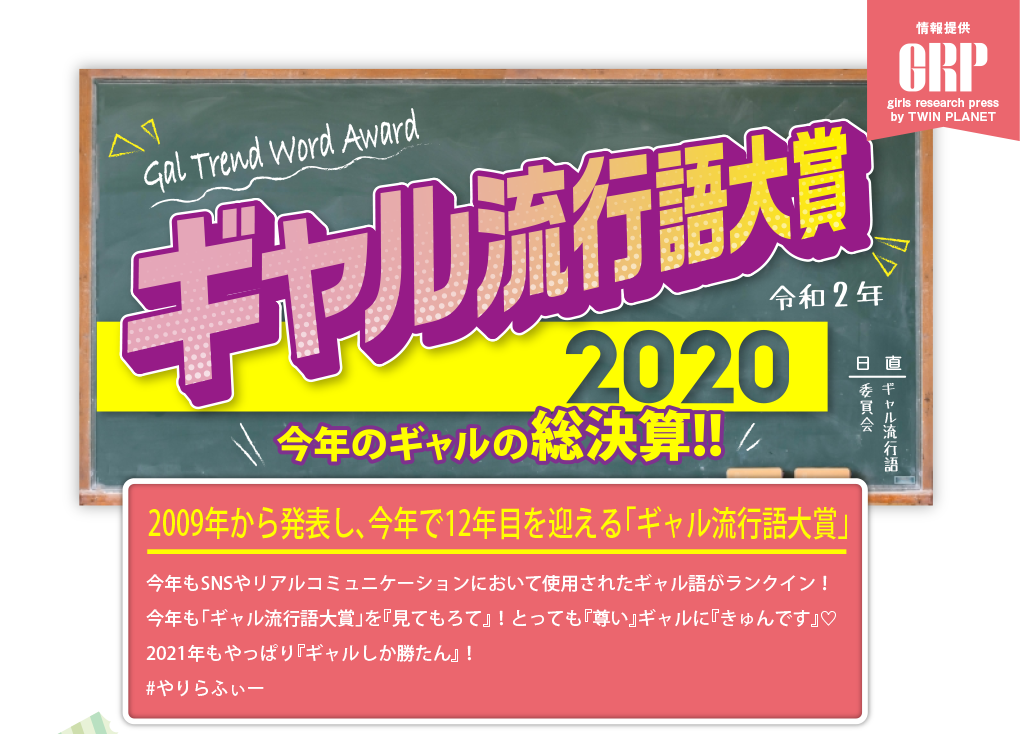 情報提供
GRP
girls research press
by TWIN PLANET
Gal Trend Word Award
ギャル流行語大賞
令和2年
2020
日直
ギャル流行語
委員会
今年のギャルの総決算!!
2009年から発表し、今年で12年目を迎える「ギャル流行語大賞」
今年もSNSやリアルコミュニケーションにおいて使用されたギャル語がランクイン！
今年も「ギャル流行語大賞」を『見てもろて』！とっても『尊い』ギャルに『きゅんです』♡
2021年もやっぱり『ギャルしか勝たん』！
#やりらふぃー